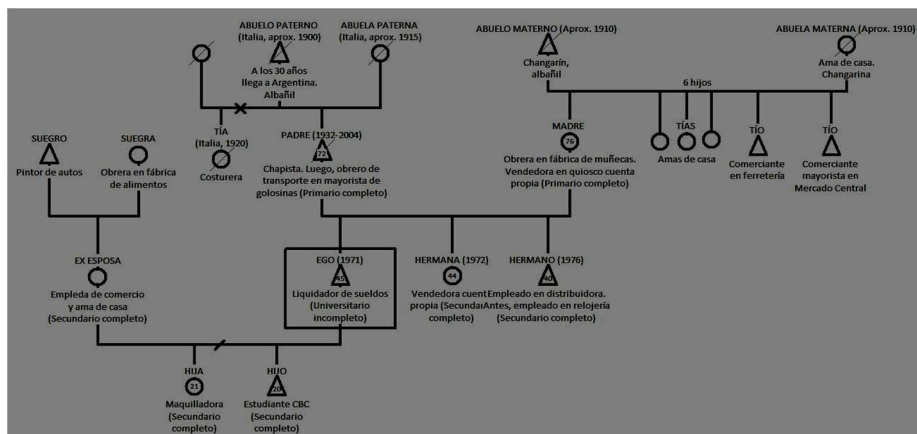 ABUELO PATERNO
(Italia, aprox. 1900)
A los 30 años
llega a Argentina.
Albañil
ABUELA PATERNA
(Italia, aprox. 1915)
ABUELO MATERNO (Aprox. 1910)
Changarín,
albañil
ABUELA MATERNA (Aprox. 1910)
Ama de casa.
Changarina
6 hijos
SUEGRO
Pintor de autos
SUEGRA
Obrera en fábrica
de alimentos
TÍA
(Italia, 1920)
Costurera
PADRE (1932-2004)
72
Chapista. Luego, obrero de
transporte en mayorista de
golosinas (Primario completo)
MADRE
76
Obrera en fábrica de muñecas.
Vendedora en quiosco cuenta
propia (Primario completo)
TÍAS
Amas de casa
TÍO
Comerciante
en ferretería
TÍO
Comerciante
mayorista en
Mercado Central
EX ESPOSA
Empleda de comercio
y ama de casa
(Secundario completo)
EGO (1971)
45
Liquidador de sueldos
(Universitario
incompleto)
HERMANA (1972)
44
Vendedora cuent
propia (Secundar
completo)
HERMANO (1976)
40
Empleado en distribuidora.
Antes, empleado en relojería
(Secundario completo)
HIJA
21
Maquilladora
(Secundario
completo)
HIJO
20
Estudiante CBC
(Secundario
completo)